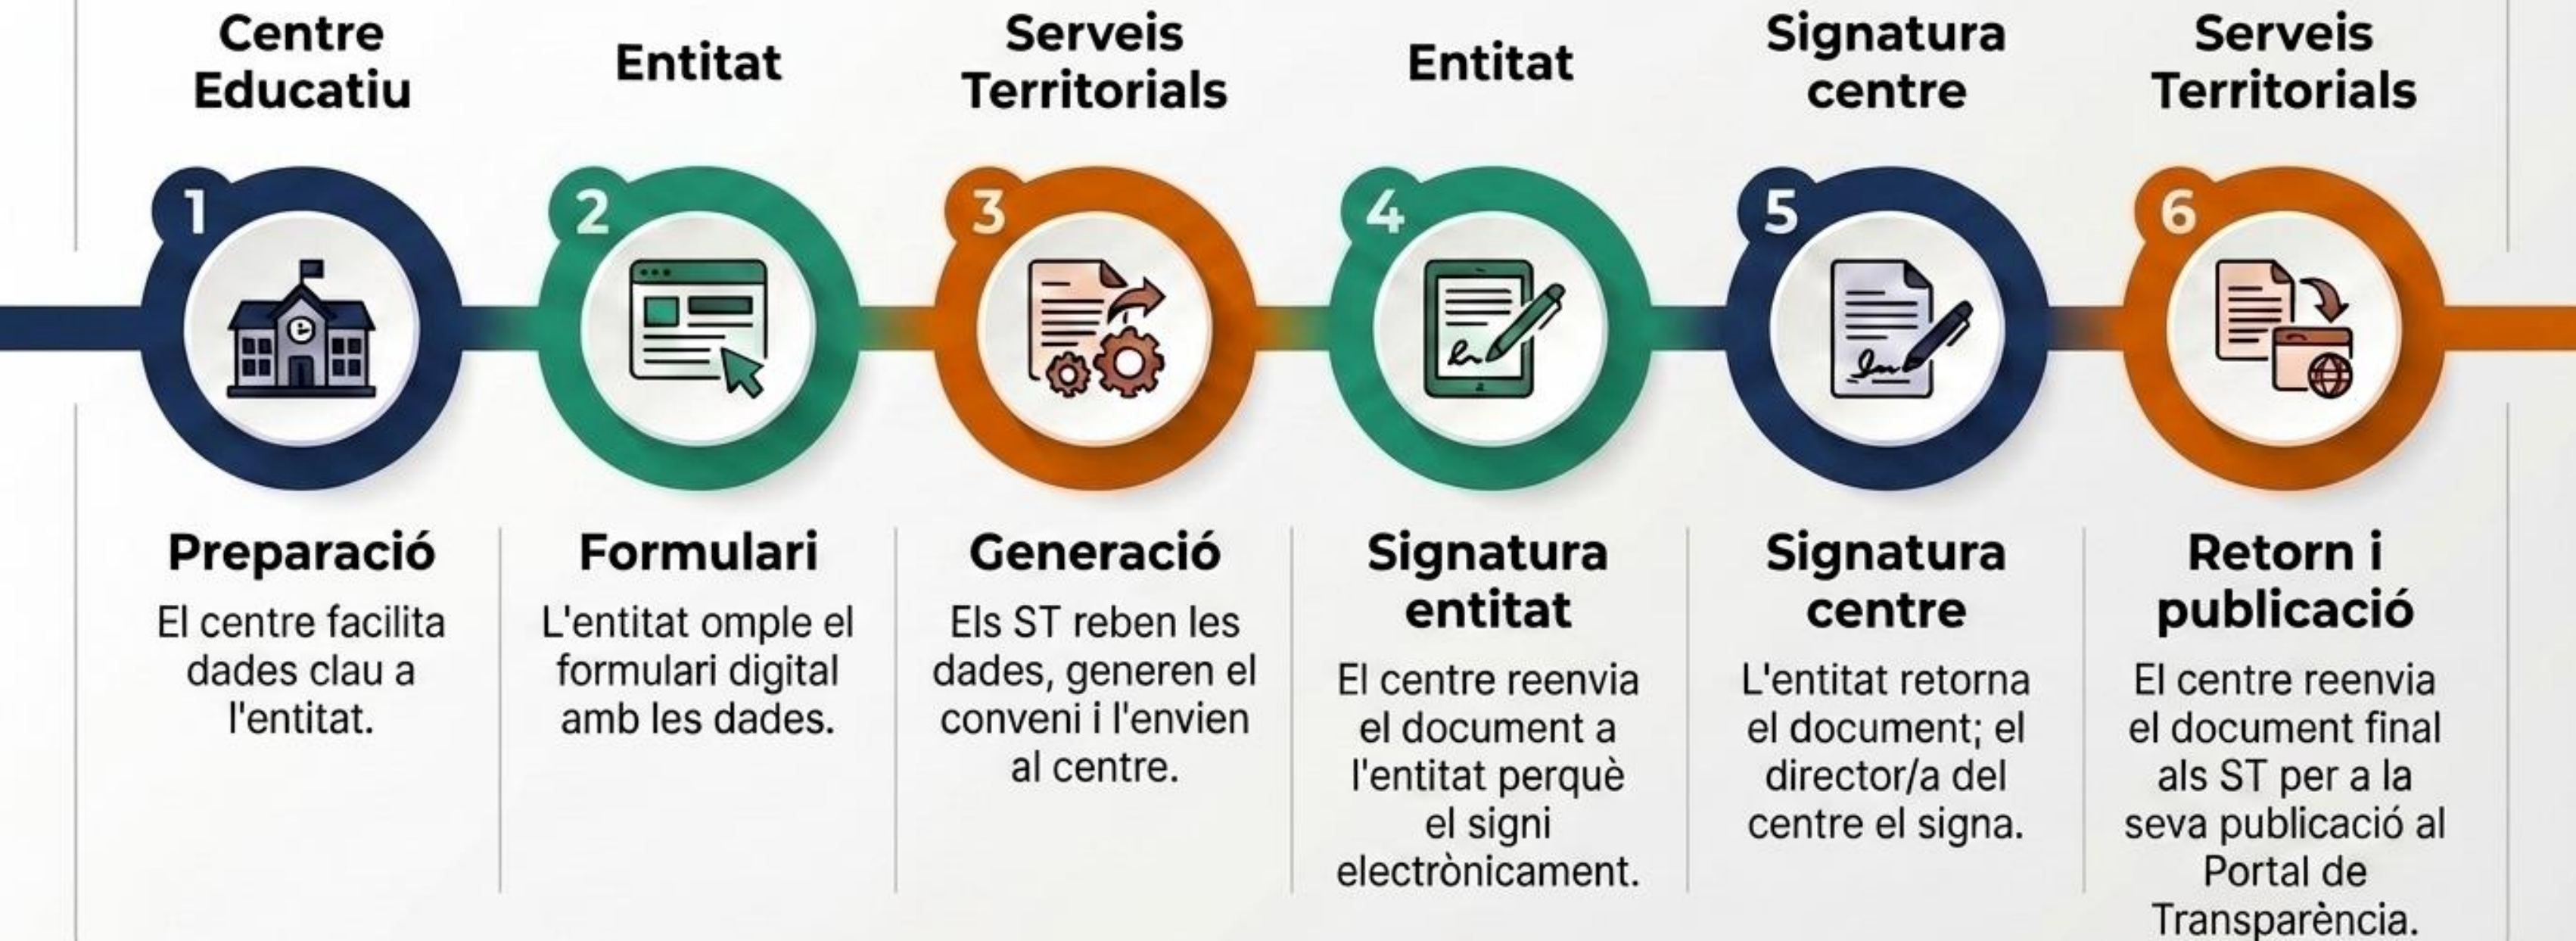 Centre
Educatiu
Entitat
Serveis
Territorials
Entitat
Signatura
centre
Serveis
Territorials
1
2
3
4
5
6
Preparació
El centre facilita
dades clau a
l'entitat.
Formulari
L'entitat omple el
formulari digital
amb les dades.
Generació
Els ST reben les
dades, generen el
conveni i l'envien
al centre.
Signatura
entitat
El centre reenvia
el document a
l'entitat perquè
el signi
electrònicament.
Signatura
centre
L'entitat retorna
el document; el
director/a del
centre el signa.
Retorn i
publicació
El centre reenvia
el document final
als ST per a la
seva publicació al
Portal de
Transparència.